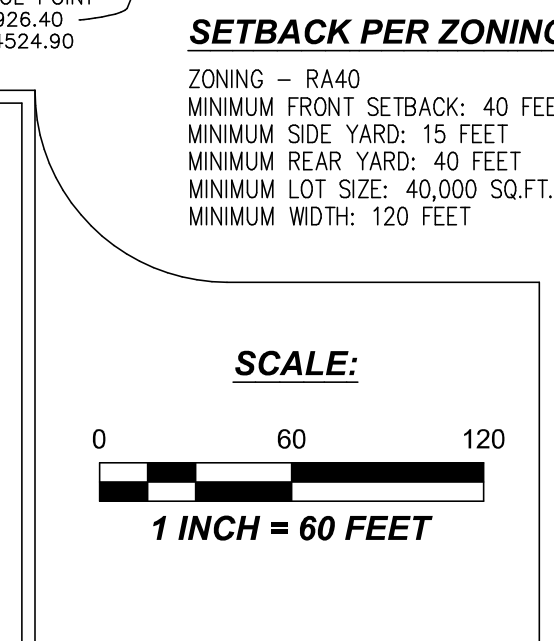 926.40
4524.90
SETBACK PER ZONING
ZONING - RA40
MINIMUM FRONT SETBACK: 40 FEE
MINIMUM SIDE YARD: 15 FEET
MINIMUM REAR YARD: 40 FEET
MINIMUM LOT SIZE: 40,000 SQ.FT.
MINIMUM WIDTH: 120 FEET
SCALE:
0 60 120
1 INCH = 60 FEET